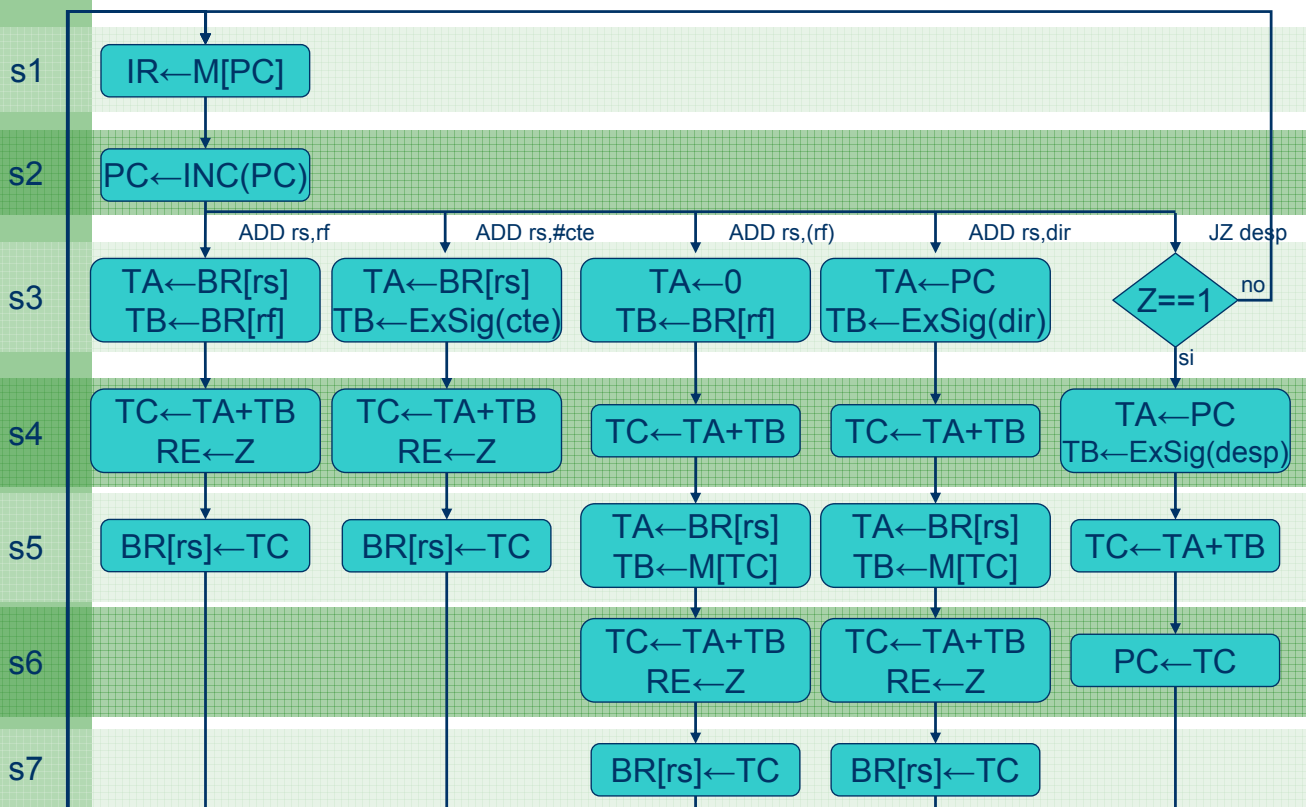 s1
IR←M[PC]
s2
PC←INC(PC)
ADD rs,rf
ADD rs,#cte
ADD rs,(rf)
ADD rs,dir
JZ desp
s3
TA←BR[rs]
TB←BR[rf]
TA←BR[rs]
TB←ExSig(cte)
TA←0
TB←BR[rf]
TA←PC
TB←ExSig(dir)
Z==1
no
si
s4
TC←TA+TB
RE←Z
TC←TA+TB
RE←Z
TC←TA+TB
TC←TA+TB
TA←PC
TB←ExSig(desp)
s5
BR[rs]←TC
BR[rs]←TC
TA←BR[rs]
TB←M[TC]
TA←BR[rs]
TB←M[TC]
TC←TA+TB
s6
TC←TA+TB
RE←Z
TC←TA+TB
RE←Z
PC←TC
s7
BR[rs]←TC
BR[rs]←TC